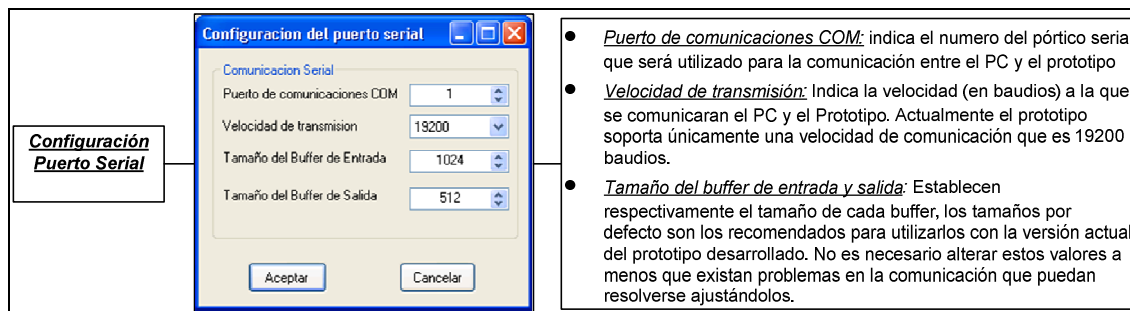 Configuración
Puerto Serial
Configuracion del puerto serial
Comunicacion Serial
Puerto de comunicaciones COM 1
Velocidad de transmision 19200
Tamaño del Buffer de Entrada 1024
Tamaño del Buffer de Salida 512
Aceptar Cancelar
● Puerto de comunicaciones COM: indica el numero del pórtico seria
que será utilizado para la comunicación entre el PC y el prototipo
● Velocidad de transmisión: Indica la velocidad (en baudios) a la que
se comunicaran el PC y el Prototipo. Actualmente el prototipo
soporta únicamente una velocidad de comunicación que es 19200
baudios.
● Tamaño del buffer de entrada y salida: Establecen
respectivamente el tamaño de cada buffer, los tamaños por
defecto son los recomendados para utilizarlos con la versión actual
del prototipo desarrollado. No es necesario alterar estos valores a
menos que existan problemas en la comunicación que puedan
resolverse ajustándolos.